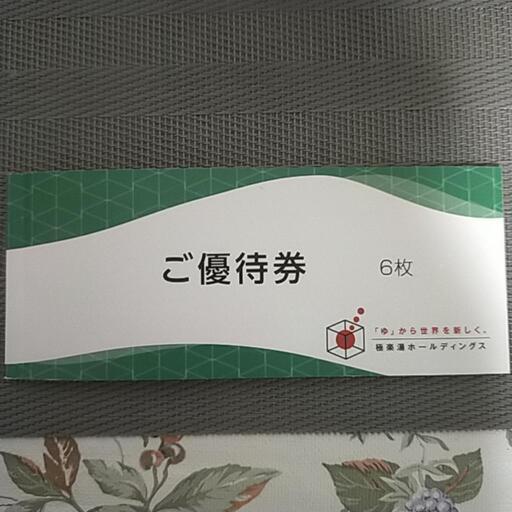 ご優待券 6枚
「ゆ」から世界を新しく。
極楽湯ホールディングス